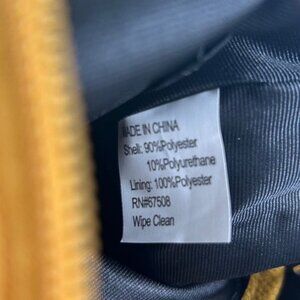 MADE IN CHINA
Shell: 90%Polyester
10%Polyurethane
Lining: 100%Polyester
RN#67508
Wipe Clean